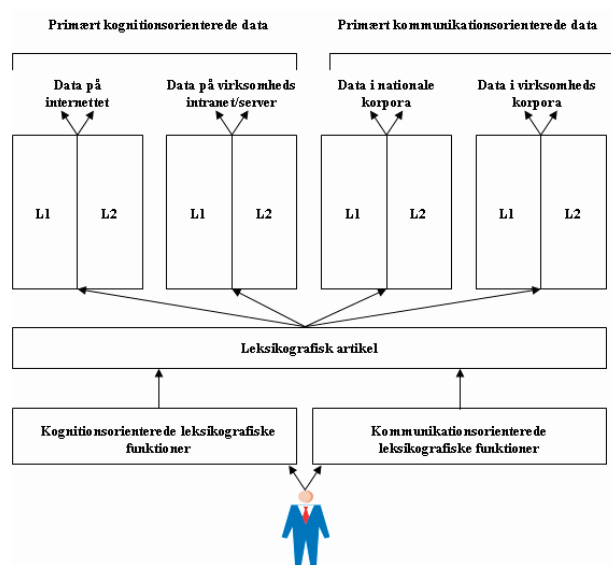 Primært kognitionsorienterede data
Primært kommunikationsorienterede data
Data på
internettet
Data på virksomheds
intranet/server
Data i nationale
korpora
Data i virksomheds
korpora
L1
L2
L1
L2
L1
L2
L1
L2
Leksikografisk artikel
Kognitionsorienterede leksikografiske
funktioner
Kommunikationsorienterede
leksikografiske funktioner